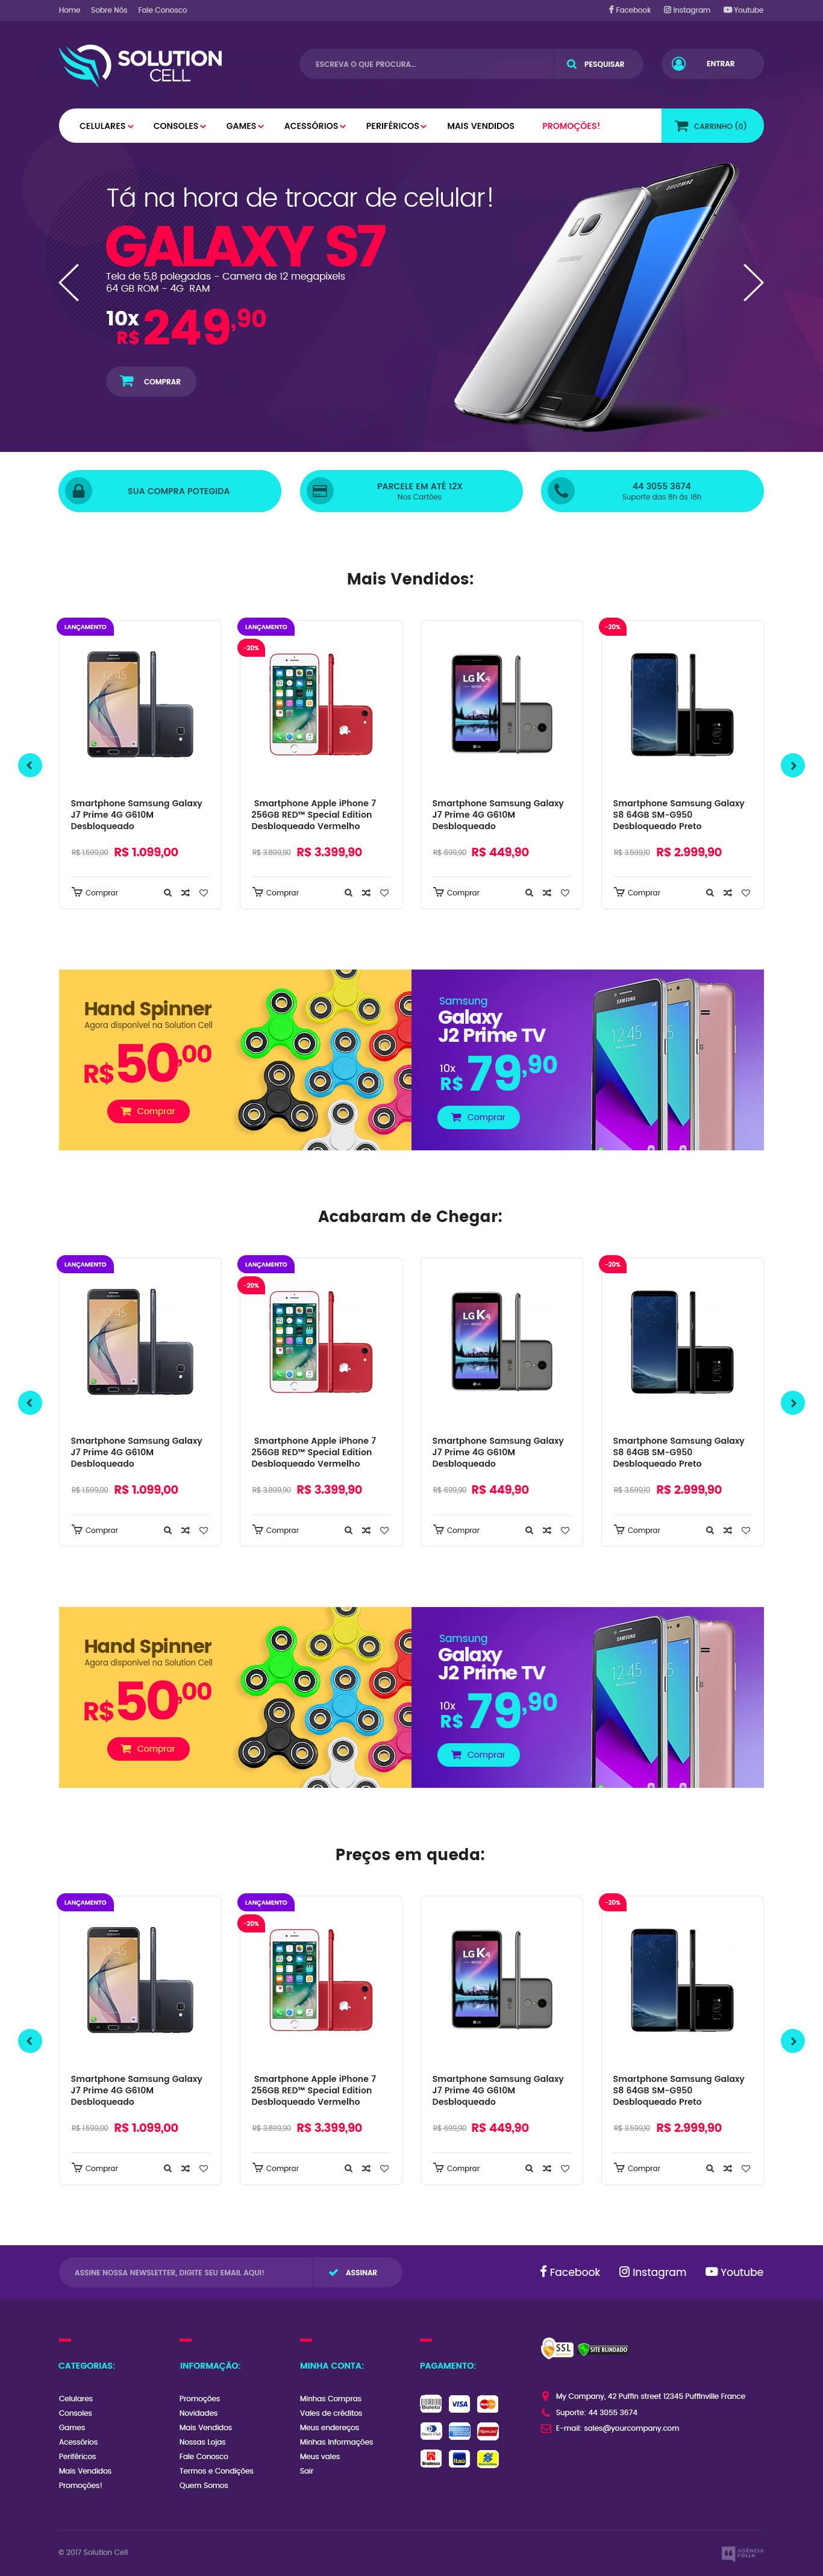 Home Sobre Nós Fale Conosco
Facebook Instagram Youtube
SOLUTION
CELL
ESCREVA O QUE PROCURA...
PESQUISAR
ENTRAR
CELULARES CONSOLES GAMES ACESSÓRIOS PERIFÉRICOS MAIS VENDIDOS PROMOÇÕES!
CARRINHO (0)
Tá na hora de trocar de celular!
GALAXY S7
Tela de 5,8 polegadas - Camera de 12 megapixels
64 GB ROM - 4G RAM
10x
R$ 249,90
COMPRAR
SAMSUNG
SUA COMPRA POTEGIDA
PARCELE EM ATÉ 12X
Nos Cartões
44 3055 3674
Suporte das 8h às 18h
Mais Vendidos:
LANÇAMENTO
Smartphone Samsung Galaxy
J7 Prime 4G G610M
Desbloqueado
R$ 1.599,00 R$ 1.099,00
Comprar
LANÇAMENTO
-20%
Smartphone Apple iPhone 7
256GB RED™ Special Edition
Desbloqueado Vermelho
R$ 3.899,90 R$ 3.399,90
Comprar
LG K4
Smartphone Samsung Galaxy
J7 Prime 4G G610M
Desbloqueado
R$ 699,90 R$ 449,90
Comprar
-20%
Smartphone Samsung Galaxy
S8 64GB SM-G950
Desbloqueado Preto
R$ 3.599,10 R$ 2.999,90
Comprar
Hand Spinner
Agora disponível na Solution Cell
R$50,00
Comprar
Samsung
Galaxy
J2 Prime TV
10x
R$ 79,90
Comprar
SAMSUNG
12:45
Acabaram de Chegar:
LANÇAMENTO
Smartphone Samsung Galaxy
J7 Prime 4G G610M
Desbloqueado
R$ 1.599,00 R$ 1.099,00
Comprar
LANÇAMENTO
-20%
Smartphone Apple iPhone 7
256GB RED™ Special Edition
Desbloqueado Vermelho
R$ 3.899,90 R$ 3.399,90
Comprar
LG K4
Smartphone Samsung Galaxy
J7 Prime 4G G610M
Desbloqueado
R$ 699,90 R$ 449,90
Comprar
-20%
Smartphone Samsung Galaxy
S8 64GB SM-G950
Desbloqueado Preto
R$ 3.599,10 R$ 2.999,90
Comprar
Hand Spinner
Agora disponível na Solution Cell
R$50,00
Comprar
Samsung
Galaxy
J2 Prime TV
10x
R$ 79,90
Comprar
SAMSUNG
12:45
Preços em queda:
LANÇAMENTO
Smartphone Samsung Galaxy
J7 Prime 4G G610M
Desbloqueado
R$ 1.599,00 R$ 1.099,00
Comprar
LANÇAMENTO
-20%
Smartphone Apple iPhone 7
256GB RED™ Special Edition
Desbloqueado Vermelho
R$ 3.899,90 R$ 3.399,90
Comprar
LG K4
Smartphone Samsung Galaxy
J7 Prime 4G G610M
Desbloqueado
R$ 699,90 R$ 449,90
Comprar
-20%
Smartphone Samsung Galaxy
S8 64GB SM-G950
Desbloqueado Preto
R$ 3.599,10 R$ 2.999,90
Comprar
ASSINE NOSSA NEWSLETTER, DIGITE SEU EMAIL AQUI!
ASSINAR
Facebook Instagram Youtube
CATEGORIAS:
Celulares
Consoles
Games
Acessórios
Periféricos
Mais Vendidos
Promoções!
INFORMAÇÃO:
Promoções
Novidades
Mais Vendidos
Nossas Lojas
Fale Conosco
Termos e Condições
Quem Somos
MINHA CONTA:
Minhas Compras
Vales de créditos
Meus endereços
Minhas Informações
Meus vales
Sair
PAGAMENTO:
Boleto VISA
Bradesco Itaú
SSL
SITE BLINDADO
My Company, 42 Puffin street 12345 Puffinville France
Suporte: 44 3055 3674
E-mail: sales@yourcompany.com
© 2017 Solution Cell
AGÊNCIA
FOLLK